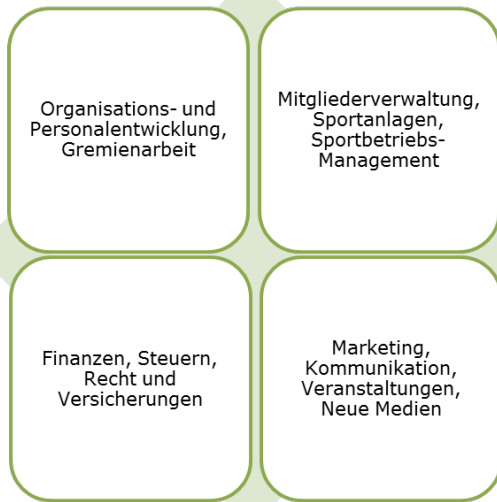 Organisations- und
Personalentwicklung,
Gremienarbeit
Mitgliederverwaltung,
Sportanlagen,
Sportbetriebs-
Management
Finanzen, Steuern,
Recht und
Versicherungen
Marketing,
Kommunikation,
Veranstaltungen,
Neue Medien